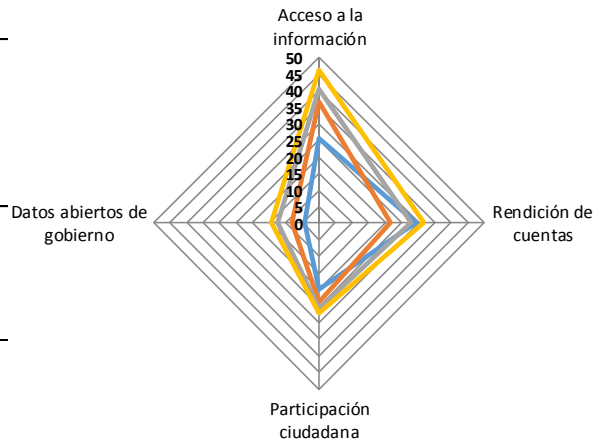 Acceso a la
información
50
45
40
35
30
25
20
15
10
5
0
Datos abiertos de
gobierno
Rendición de
cuentas
Participación
ciudadana